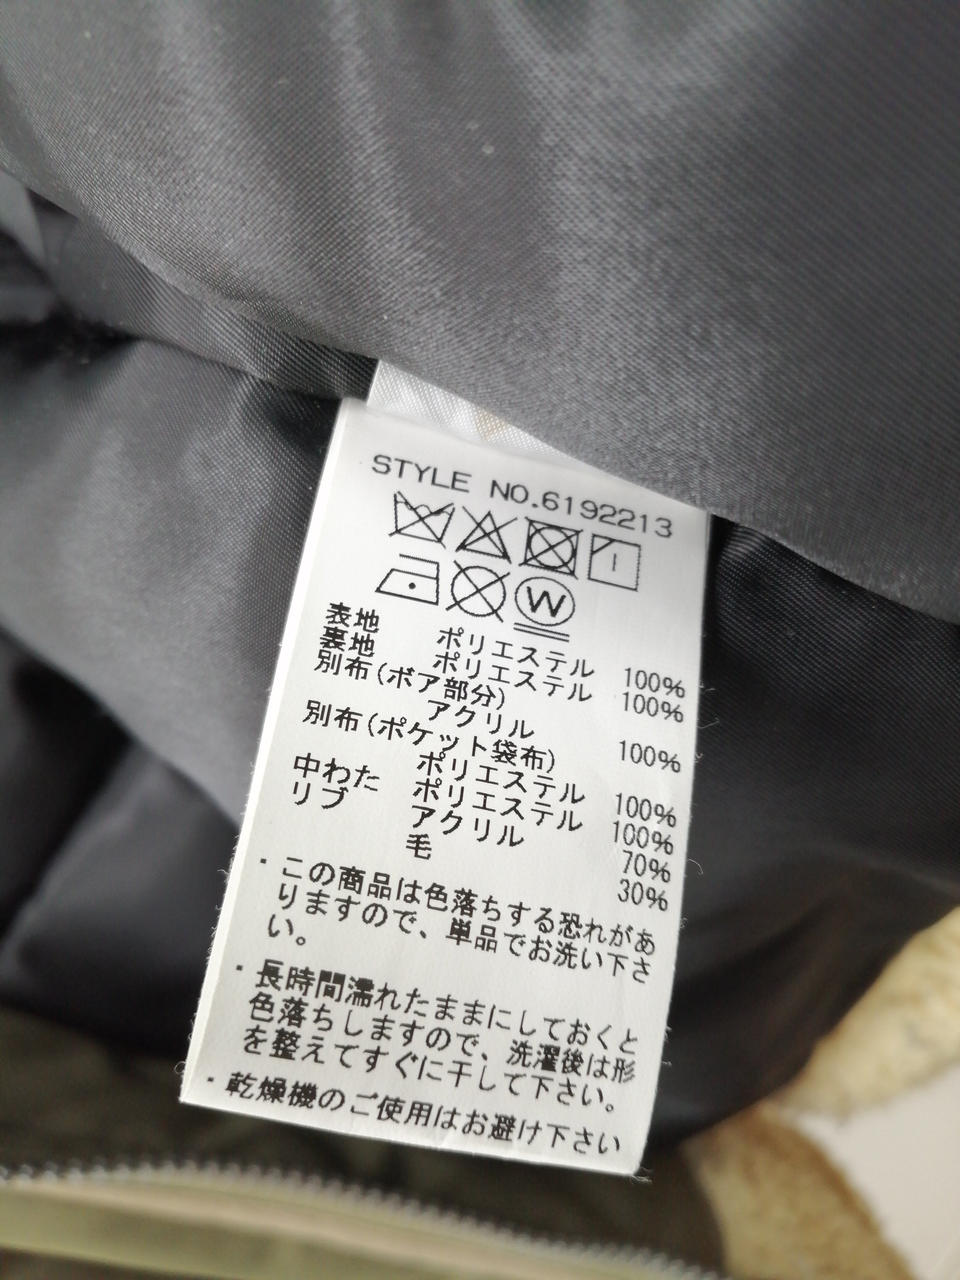 STYLE NO.6192213
W
表地 ポリエステル 100%
裏地 ポリエステル 100%
別布(ボア部分)
アクリル 100%
別布(ポケット袋布)
ポリエステル 100%
中わた ポリエステル 100%
リブ アクリル 70%
毛 30%
・この商品は色落ちする恐れがあ
りますので、単品でお洗い下さ
い。
・長時間濡れたままにしておくと
色落ちしますので、洗濯後は形
を整えてすぐに干して下さい。
・乾燥機のご使用はお避け下さい